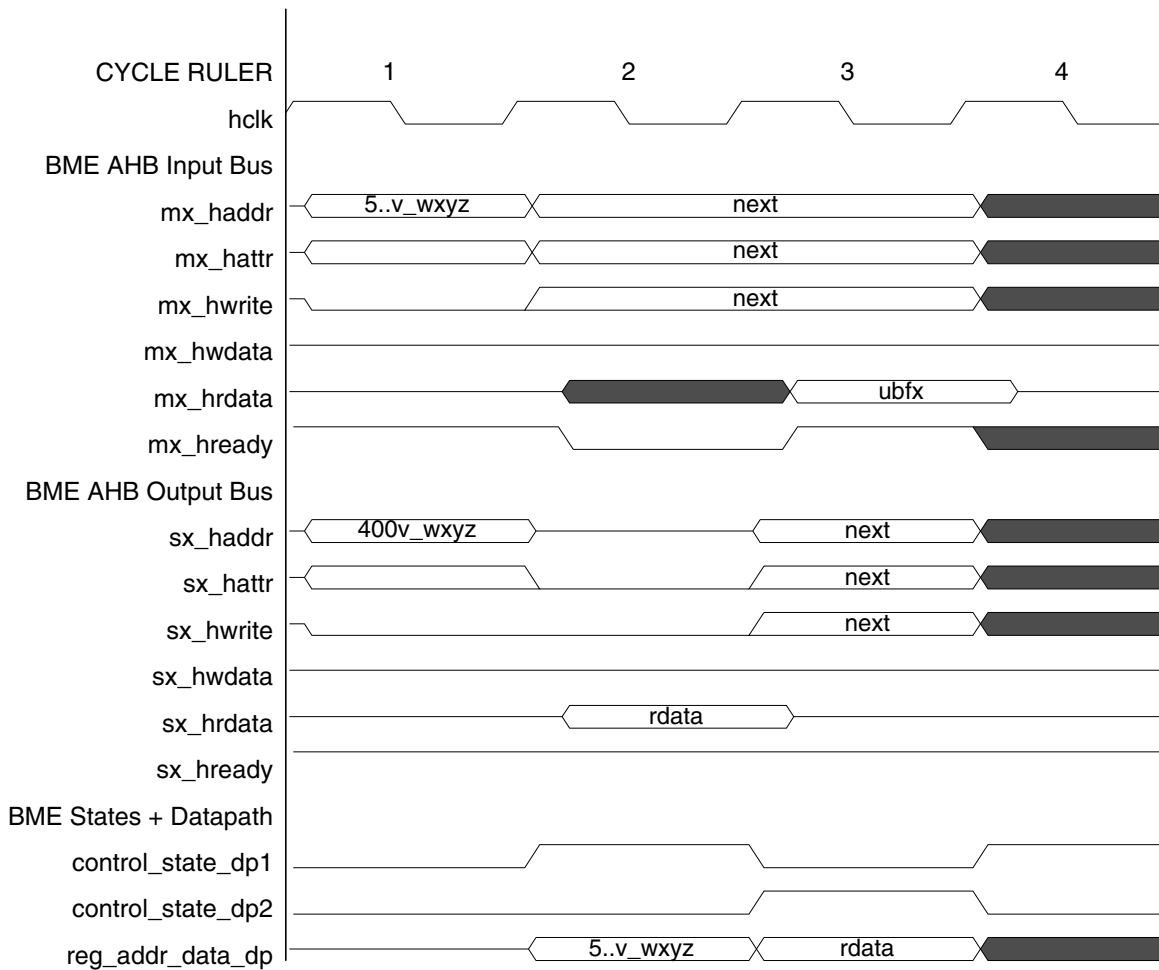 CYCLE RULER 1 2 3 4
hclk
BME AHB Input Bus
mx_haddr 5..v_wxyz next
mx_hattr next
mx_hwrite next
mx_hwdata
mx_hrdata ubfx
mx_hready
BME AHB Output Bus
sx_haddr 400v_wxyz next
sx_hattr next
sx_hwrite next
sx_hwdata
sx_hrdata rdata
sx_hready
BME States + Datapath
control_state_dp1
control_state_dp2
reg_addr_data_dp 5..v_wxyz rdata